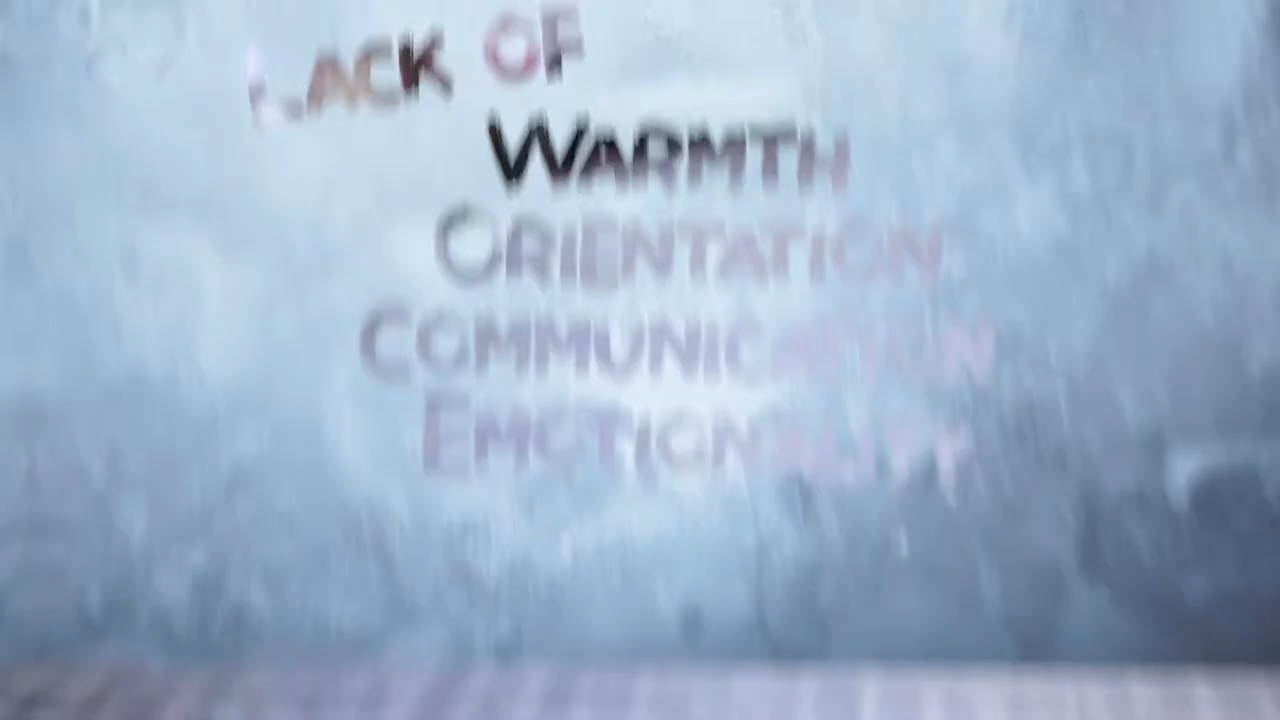 LACK OF
WARMTH
ORIENTATION
COMMUNICATION
EMOTIONALITY